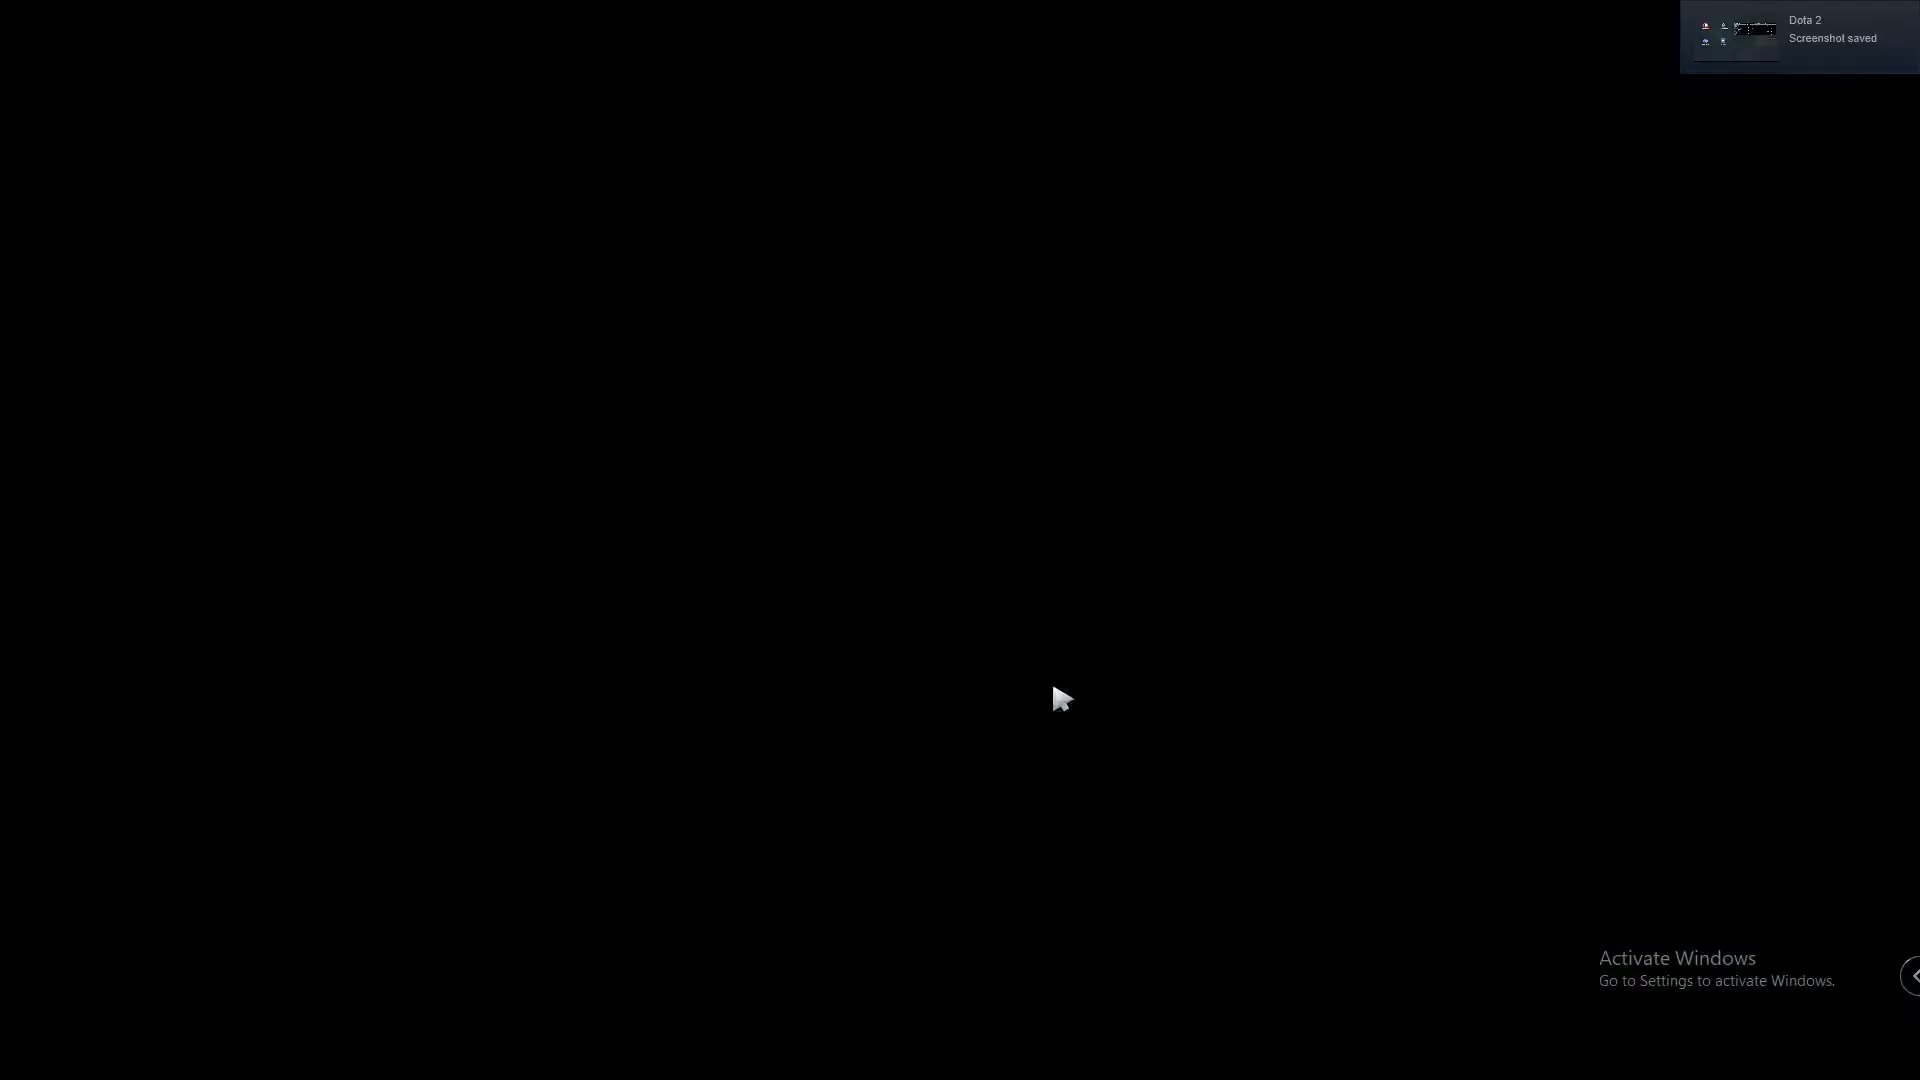 Dota 2
Screenshot saved
Activate Windows
Go to Settings to activate Windows.